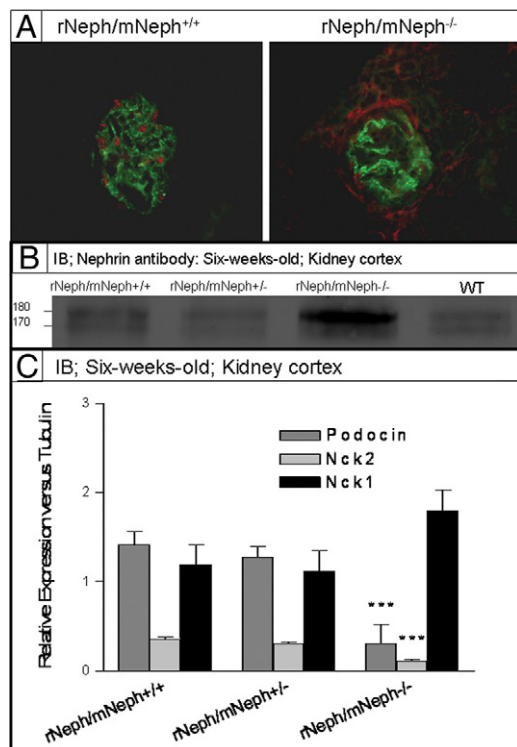 A rNeph/mNeph+/+ rNeph/mNeph-/-
B IB; Nephrin antibody: Six-weeks-old; Kidney cortex
rNeph/mNeph+/+ rNeph/mNeph+/- rNeph/mNeph-/- WT
180
170
C IB; Six-weeks-old; Kidney cortex
Relative Expression versus Tubulin
3
2
1
0
Podocin
Nck2
Nck1
***
***
rNeph/mNeph+/+ rNeph/mNeph+/- rNeph/mNeph-/-